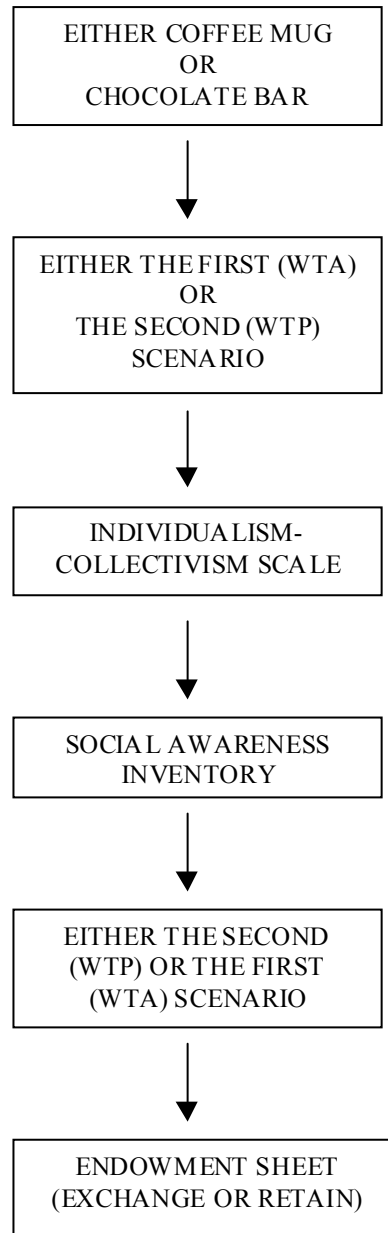 EITHER COFFEE MUG
OR
CHOCOLATE BAR
EITHER THE FIRST (WTA)
OR
THE SECOND (WTP)
SCENARIO
INDIVIDUALISM-
COLLECTIVISM SCALE
SOCIAL AWARENESS
INVENTORY
EITHER THE SECOND
(WTP) OR THE FIRST
(WTA) SCENARIO
ENDOWMENT SHEET
(EXCHANGE OR RETAIN)